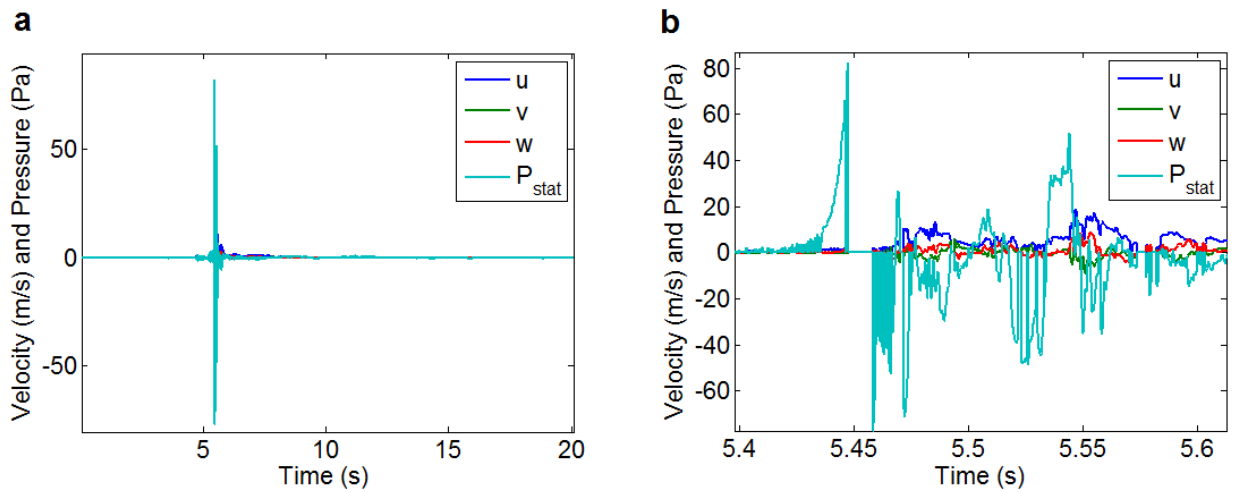 a
Velocity (m/s) and Pressure (Pa)
50
0
-50
5
10
15
20
Time (s)
u
v
w
P stat
b
Velocity (m/s) and Pressure (Pa)
80
60
40
20
0
-20
-40
-60
5.4
5.45
5.5
5.55
5.6
Time (s)
u
v
w
P stat